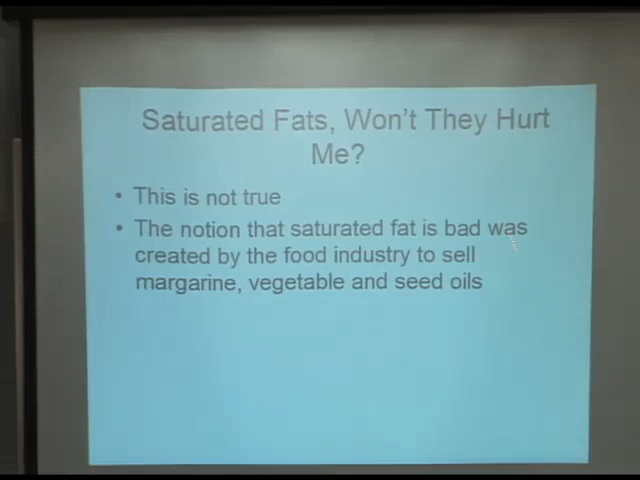 Saturated Fats, Won't They Hurt
Me?
• This is not true
• The notion that saturated fat is bad was
created by the food industry to sell
margarine, vegetable and seed oils